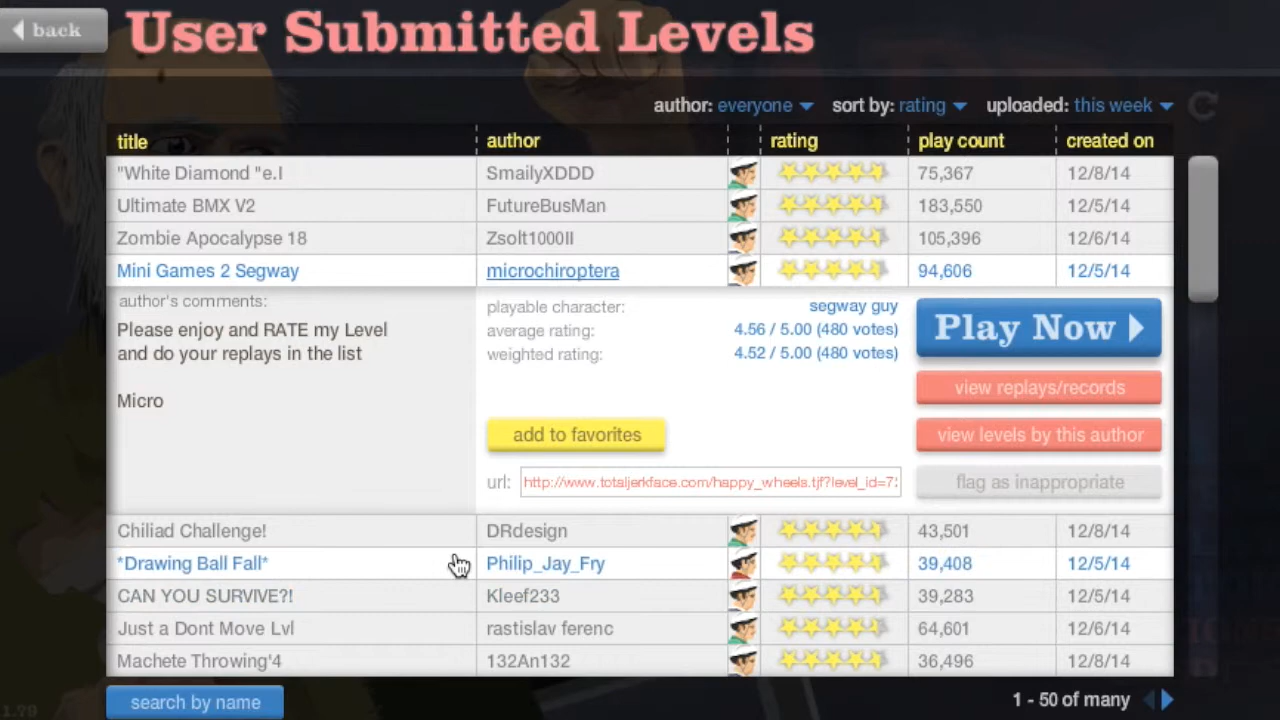 back
User Submitted Levels
author: everyone sort by: rating uploaded: this week
title author rating play count created on
"White Diamond "e.I SmailyXDDD 75,367 12/8/14
Ultimate BMX V2 FutureBusMan 183,550 12/5/14
Zombie Apocalypse 18 Zsolt1000II 105,396 12/6/14
Mini Games 2 Segway microchiroptera 94,606 12/5/14
author's comments:
Please enjoy and RATE my Level
and do your replays in the list
Micro
playable character: segway guy
average rating: 4.56 / 5.00 (480 votes)
weighted rating: 4.52 / 5.00 (480 votes)
add to favorites
url: http://www.totaljerkface.com/happy_wheels.tjf?level_id=7
Play Now
view replays/records
view levels by this author
flag as inappropriate
Chiliad Challenge! DRdesign 43,501 12/8/14
*Drawing Ball Fall* Philip_Jay_Fry 39,408 12/5/14
CAN YOU SURVIVE?! Kleef233 39,283 12/5/14
Just a Dont Move Lvl rastislav ferenc 64,601 12/6/14
Machete Throwing'4 132An132 36,496 12/8/14
search by name
1 - 50 of many
1.79